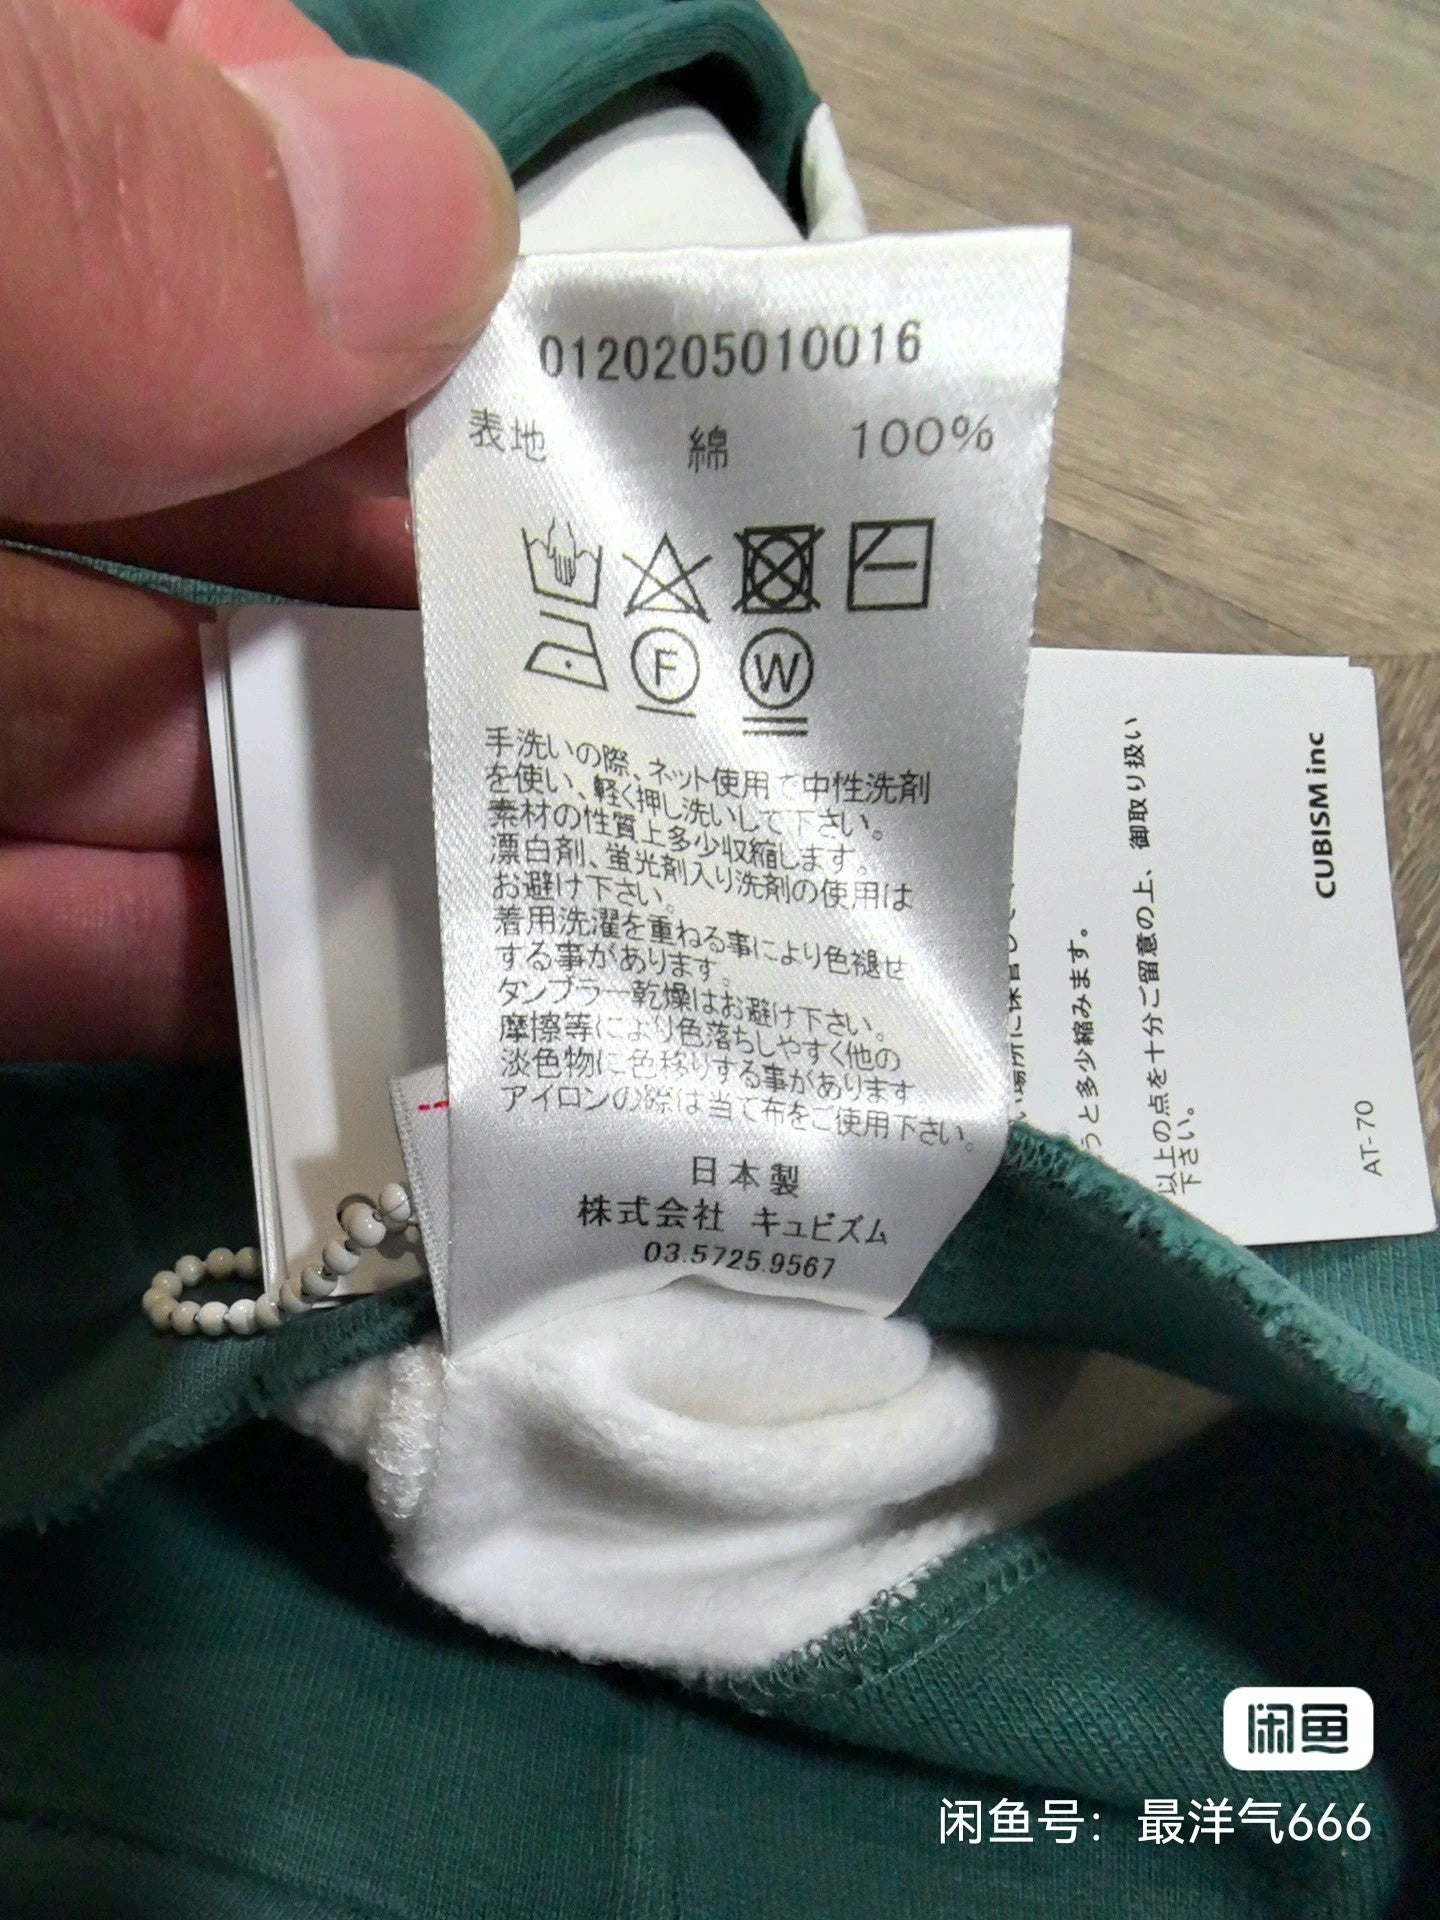 0120205010016
表地 綿 100%
F
W
手洗いの際、ネット使用で中性洗剤
を使い、軽く押し洗いして下さい。
素材の性質上多少収縮します。
漂白剤、蛍光剤入り洗剤の使用は
お避け下さい。
着用洗濯を重ねる事により色褪せ
する事があります。
タンブラー乾燥はお避け下さい。
摩擦等により色落ちしやすく他の
淡色物に色移りする事があります
アイロンの際は当て布をご使用下さい。
日本製
株式会社 キュビズム
03.5725.9567
CUBISM inc
以上の点を十分ご留意の上、御取り扱い
下さい。
うと多少縮みます。
AT-70
闲鱼
闲鱼号：最洋气666